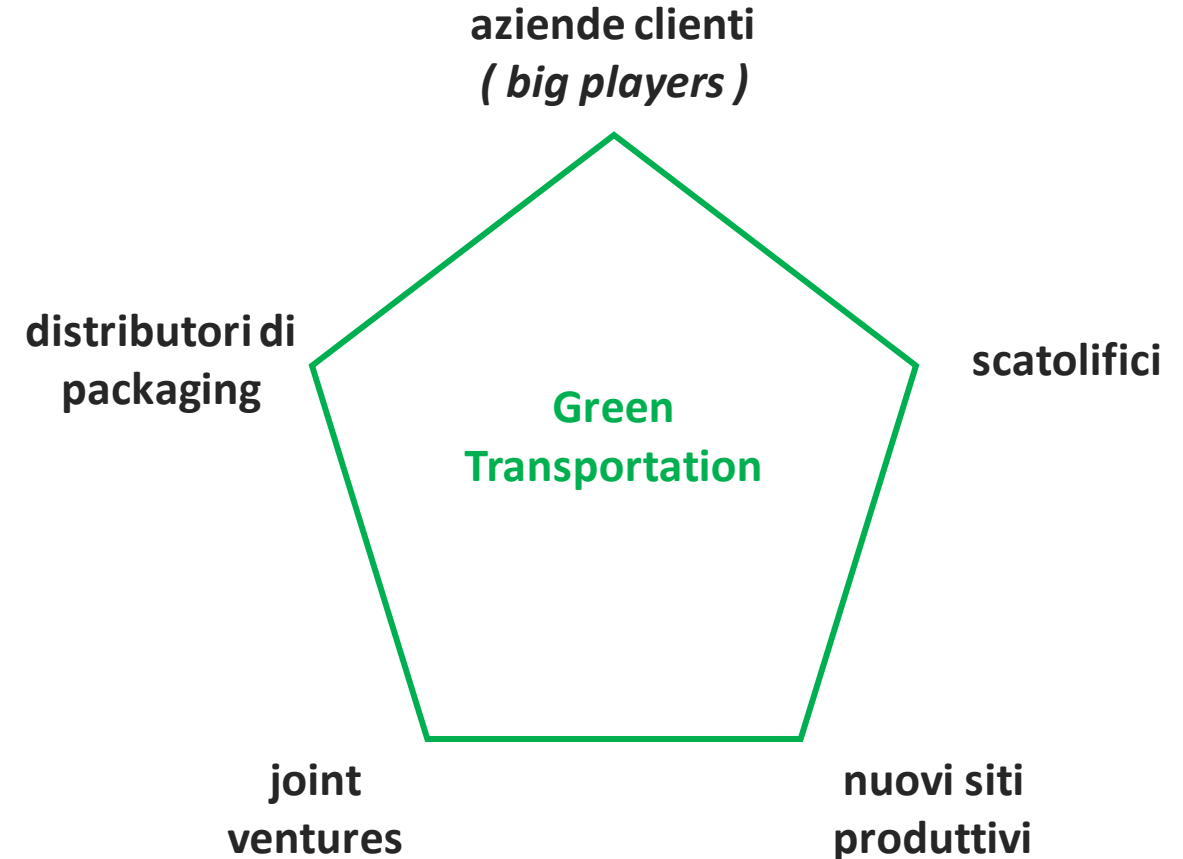 aziende clienti
( big players )
distributori di
packaging
scatolifici
Green
Transportation
joint
ventures
nuovi siti
produttivi